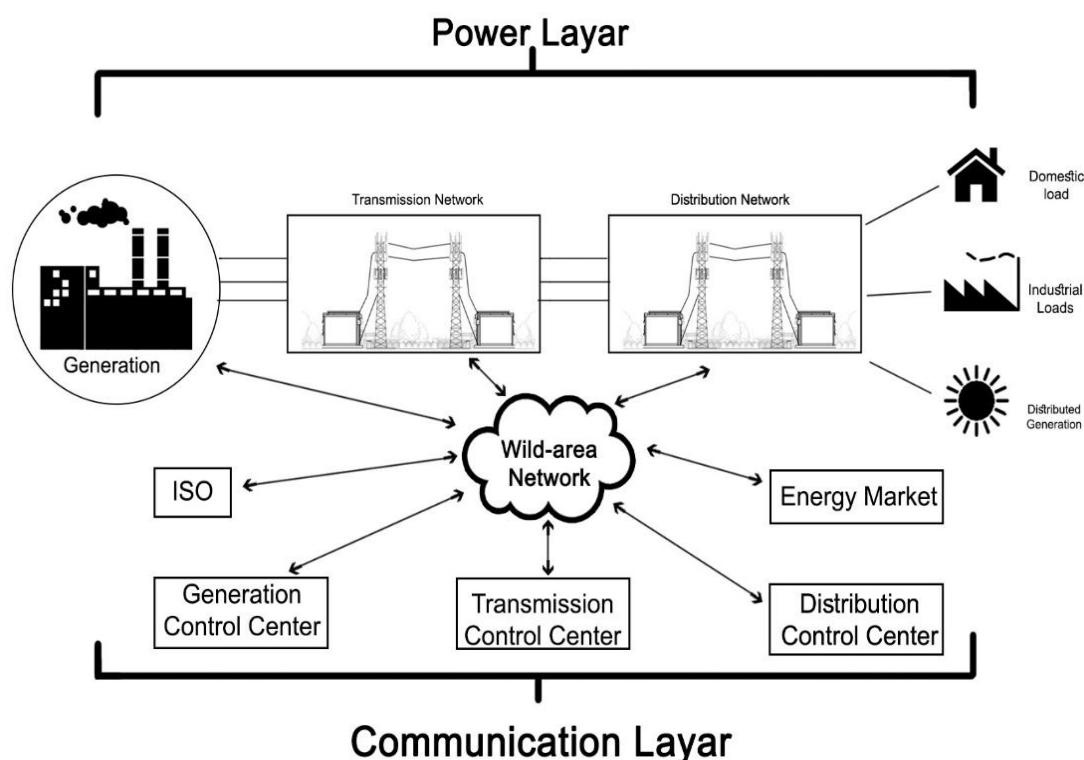 Power Layar
Transmission Network
Distribution Network
Domestic
load
Industrial
Loads
Generation
Distributed
Generation
Wild-area
Network
ISO
Energy Market
Generation
Control Center
Transmission
Control Center
Distribution
Control Center
Communication Layar